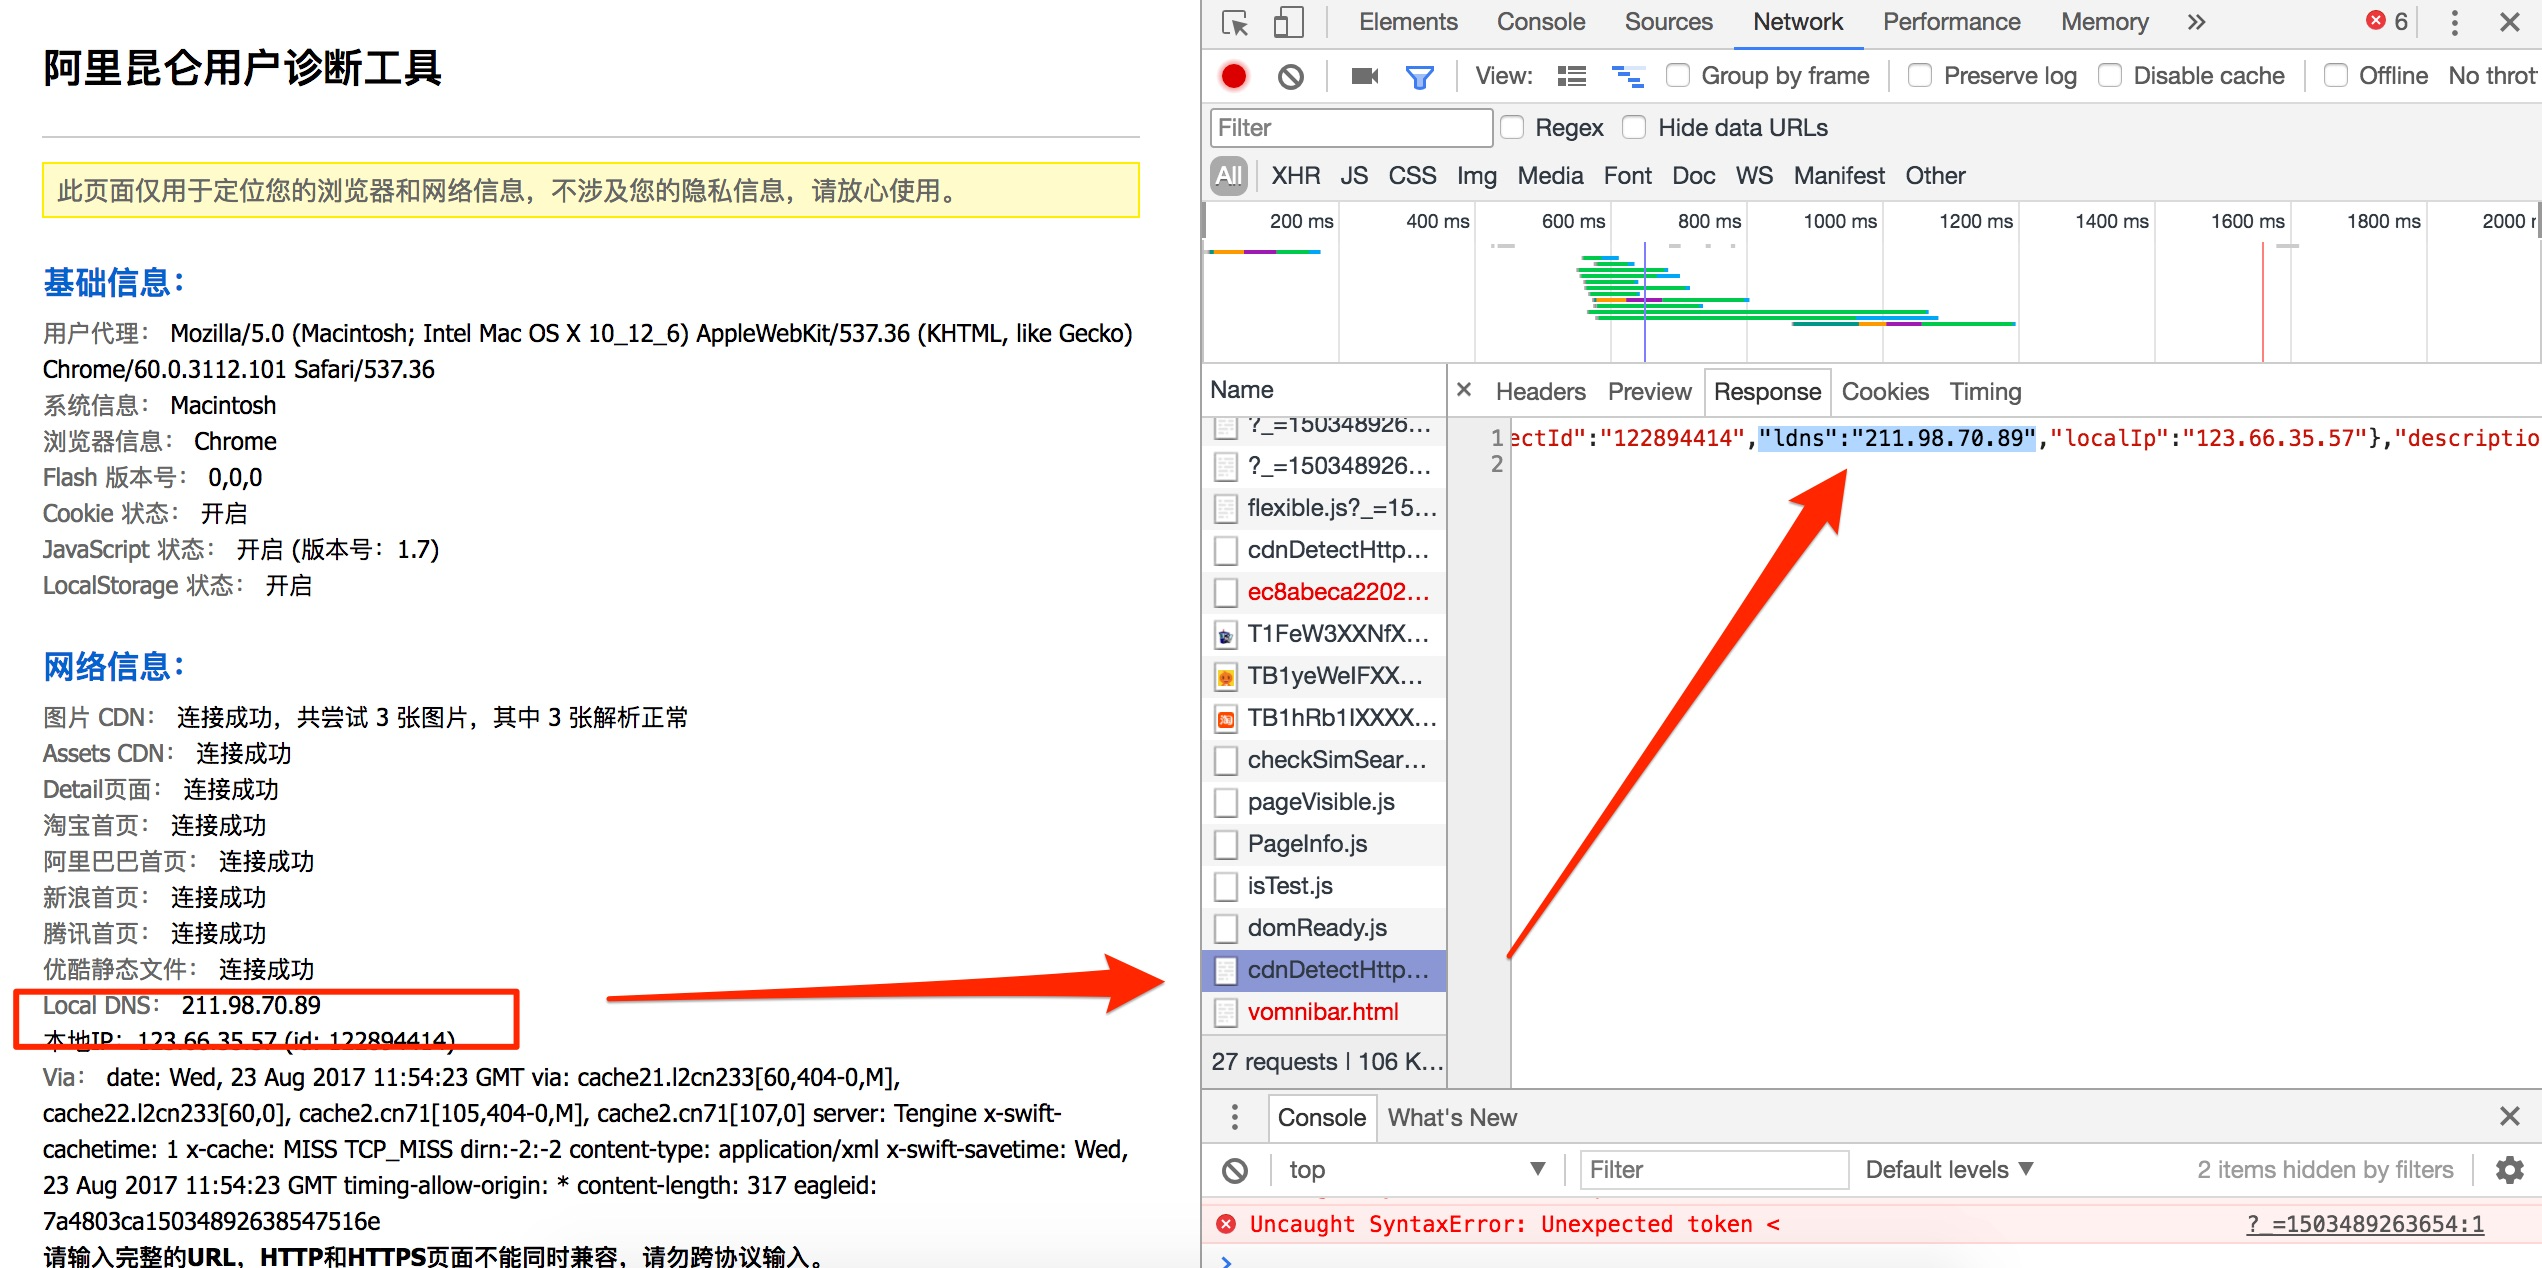 阿里昆仑用户诊断工具
此页面仅用于定位您的浏览器和网络信息，不涉及您的隐私信息，请放心使用。
基础信息：
用户代理： Mozilla/5.0 (Macintosh; Intel Mac OS X 10_12_6) AppleWebKit/537.36 (KHTML, like Gecko)
Chrome/60.0.3112.101 Safari/537.36
系统信息： Macintosh
浏览器信息： Chrome
Flash 版本号： 0,0,0
Cookie 状态： 开启
JavaScript 状态： 开启 (版本号：1.7)
LocalStorage 状态： 开启
网络信息：
图片 CDN： 连接成功，共尝试 3 张图片，其中 3 张解析正常
Assets CDN： 连接成功
Detail页面： 连接成功
淘宝首页： 连接成功
阿里巴巴首页： 连接成功
新浪首页： 连接成功
腾讯首页： 连接成功
优酷静态文件： 连接成功
Local DNS： 211.98.70.89
本地IP：123.66.35.57 (id: 122894414)
Via： date: Wed, 23 Aug 2017 11:54:23 GMT via: cache21.l2cn233[60,404-0,M],
cache22.l2cn233[60,0], cache2.cn71[105,404-0,M], cache2.cn71[107,0] server: Tengine x-swift-
cachetime: 1 x-cache: MISS TCP_MISS dirn:-2:-2 content-type: application/xml x-swift-savetime: Wed,
23 Aug 2017 11:54:23 GMT timing-allow-origin: * content-length: 317 eagleid:
7a4803ca15034892638547516e
请输入完整的URL，HTTP和HTTPS页面不能同时兼容，请勿跨协议输入。
Elements Console Sources Network Performance Memory » 6
View: Group by frame Preserve log Disable cache Offline No throt
Filter Regex Hide data URLs
All XHR JS CSS Img Media Font Doc WS Manifest Other
200 ms 400 ms 600 ms 800 ms 1000 ms 1200 ms 1400 ms 1600 ms 1800 ms 2000
Name × Headers Preview Response Cookies Timing
?_=150348926...
?_=150348926...
flexible.js?_=15...
cdnDetectHttp...
ec8abeca2202...
T1FeW3XXNfX...
TB1yeWeIFXX...
TB1hRb1IXXXX...
checkSimSear...
pageVisible.js
PageInfo.js
isTest.js
domReady.js
cdnDetectHttp...
vomnibar.html
27 requests | 106 K...
1 ectId":"122894414","ldns":"211.98.70.89","localIp":"123.66.35.57"},"descriptio
2
Console What's New
top Filter Default levels 2 items hidden by filters
Uncaught SyntaxError: Unexpected token < ?_=1503489263654:1